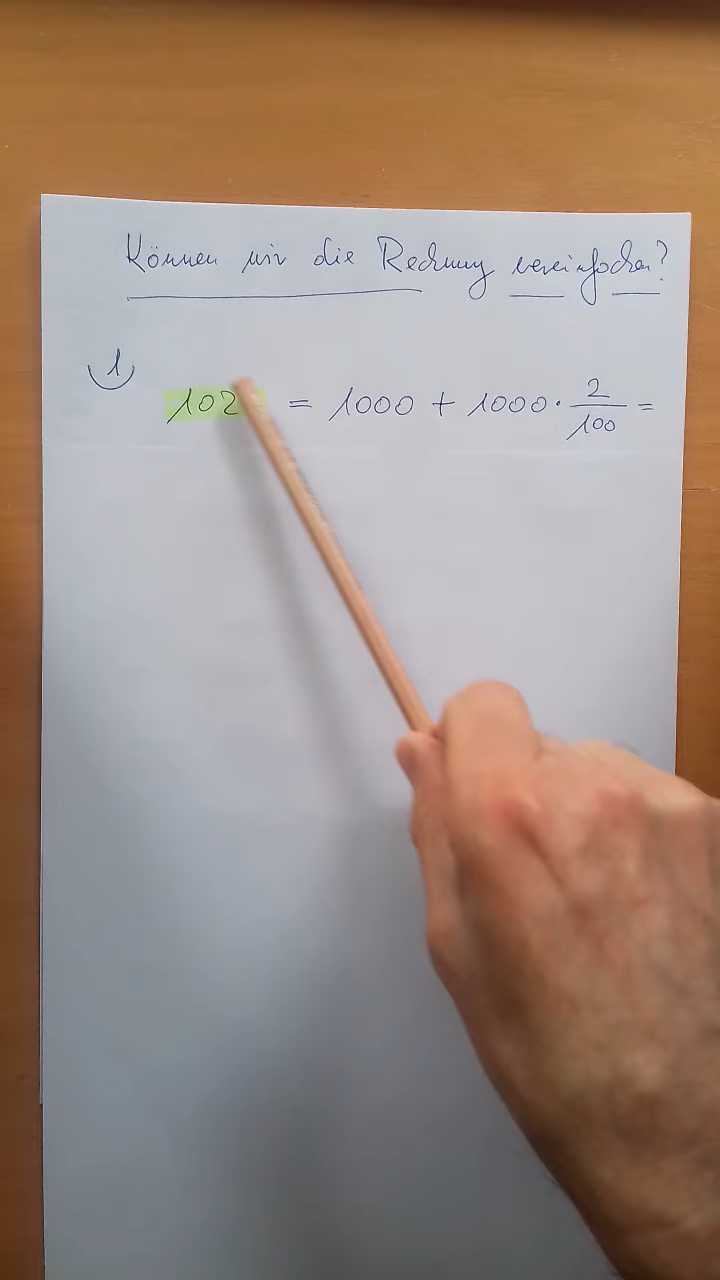 Können wir die Rechnung vereinfachen?
1
102 = 1000 + 1000 · 2/100 =